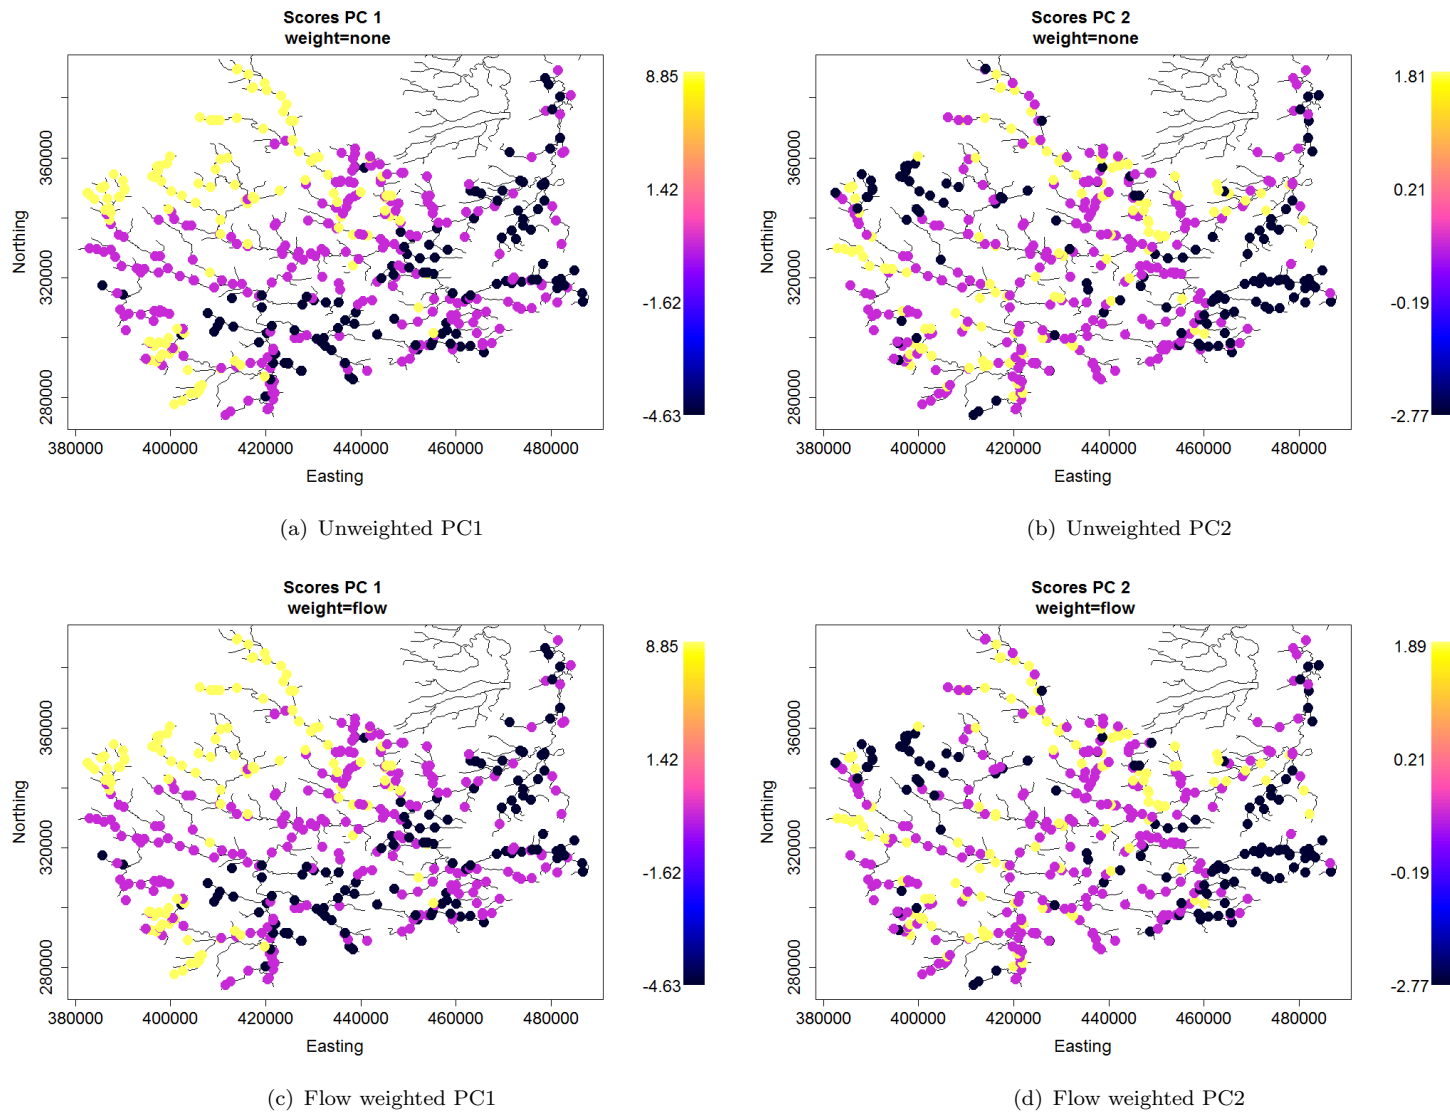 Scores PC 1
weight=none
8.85
1.42
-1.62
-4.63
360000
320000
280000
Northing
380000 400000 420000 440000 460000 480000
Easting
(a) Unweighted PC1
Scores PC 2
weight=none
1.81
0.21
-0.19
-2.77
360000
320000
280000
Northing
380000 400000 420000 440000 460000 480000
Easting
(b) Unweighted PC2
Scores PC 1
weight=flow
8.85
1.42
-1.62
-4.63
360000
320000
280000
Northing
380000 400000 420000 440000 460000 480000
Easting
(c) Flow weighted PC1
Scores PC 2
weight=flow
1.89
0.21
-0.19
-2.77
360000
320000
280000
Northing
380000 400000 420000 440000 460000 480000
Easting
(d) Flow weighted PC2